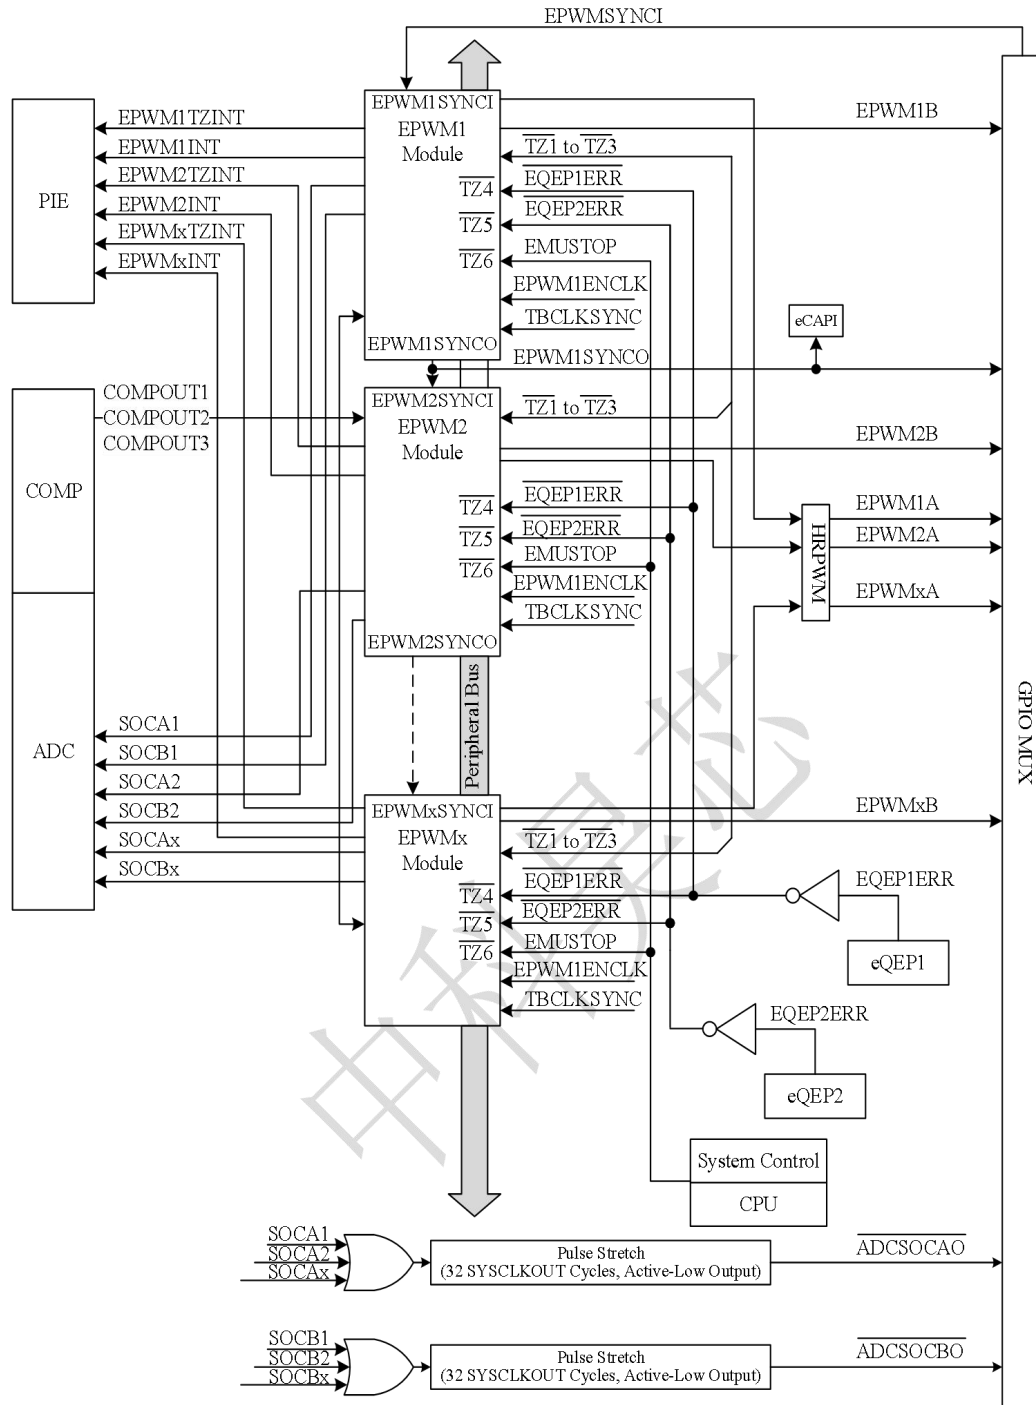 EPWMSYNCI
EPWM1SYNCI
EPWM1
Module
EPWM1TZINT
EPWM1INT
EPWM2TZINT
EPWM2INT
EPWMxTZINT
EPWMxINT
PIE
EPWM1B
TZ1 to TZ3
TZ4
EQEP1ERR
TZ5
EQEP2ERR
TZ6
EMUSTOP
EPWM1ENCLK
TBCLKSYNC
EPWM1SYNCO
eCAPI
EPWM1SYNCO
COMPOUT1
COMPOUT2
COMPOUT3
COMP
EPWM2SYNCI
EPWM2
Module
TZ1 to TZ3
EPWM2B
TZ4
EQEP1ERR
TZ5
EQEP2ERR
TZ6
EMUSTOP
EPWM1ENCLK
TBCLKSYNC
EPWM2SYNCO
HRPWM
EPWM1A
EPWM2A
EPWMxA
GPIO MUX
Peripheral Bus
ADC
SOCA1
SOCB1
SOCA2
SOCB2
SOCAx
SOCBx
EPWMxSYNCI
EPWMx
Module
EPWMxB
TZ1 to TZ3
TZ4
EQEP1ERR
TZ5
EQEP2ERR
TZ6
EMUSTOP
EPWM1ENCLK
TBCLKSYNC
EQEP1ERR
eQEP1
EQEP2ERR
eQEP2
System Control
CPU
SOCA1
SOCA2
SOCAx
Pulse Stretch
(32 SYSCLKOUT Cycles, Active-Low Output)
ADCSOCAO
SOCB1
SOCB2
SOCBx
Pulse Stretch
(32 SYSCLKOUT Cycles, Active-Low Output)
ADCSOCBO
中科昊芯